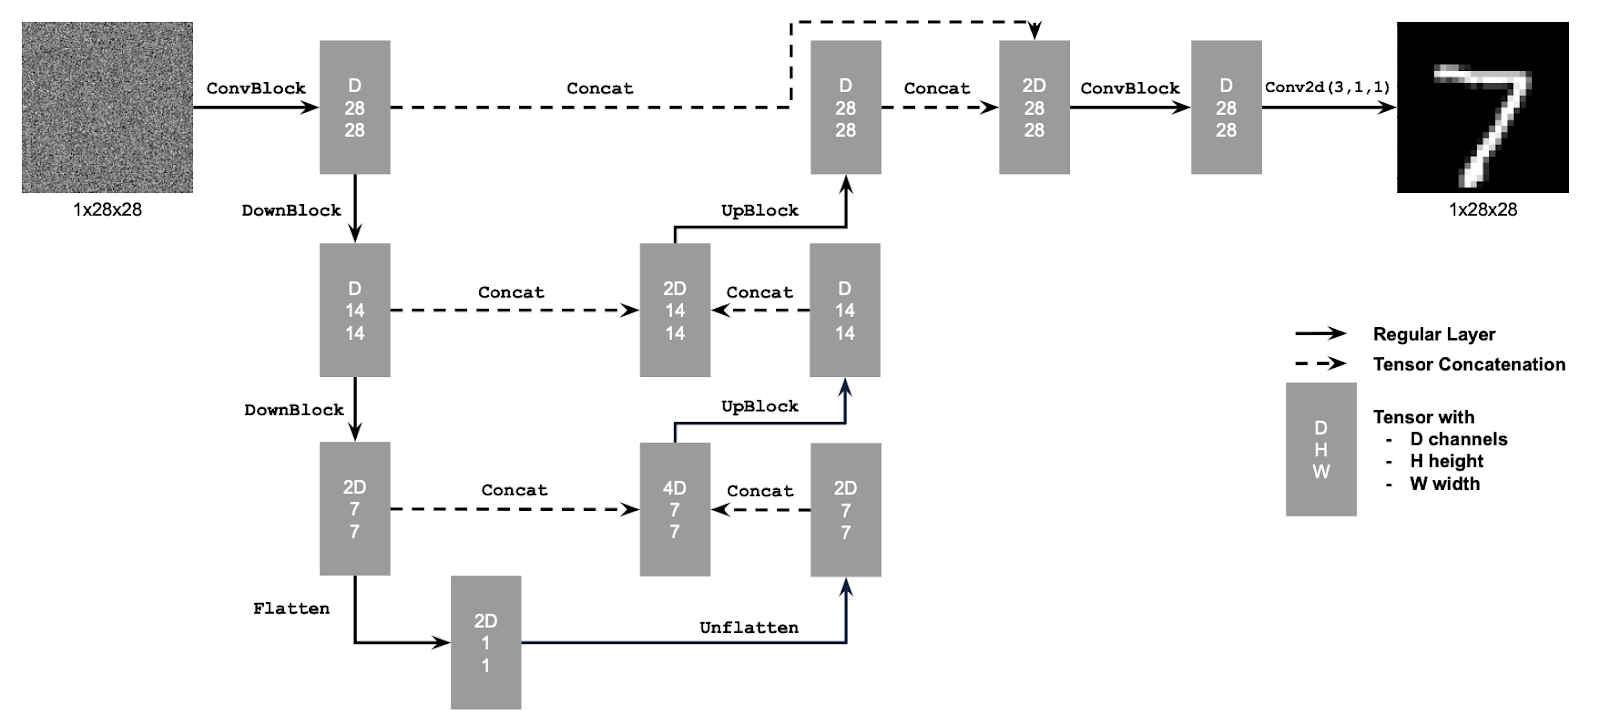 ConvBlock
D
28
28
Concat
D
28
28
Concat
2D
28
28
ConvBlock
D
28
28
Conv2d(3,1,1)
1x28x28
1x28x28
DownBlock
UpBlock
D
14
14
Concat
2D
14
14
Concat
D
14
14
DownBlock
UpBlock
2D
7
7
Concat
4D
7
7
Concat
2D
7
7
Flatten
2D
1
1
Unflatten
Regular Layer
Tensor Concatenation
D
H
W
Tensor with
- D channels
- H height
- W width
7